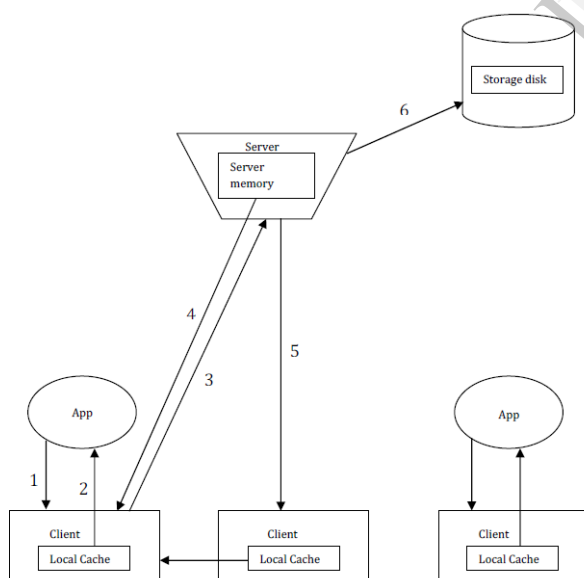 Storage disk
6
Server
Server
memory
4
5
3
App
App
1
2
Client
Client
Client
Local Cache
Local Cache
Local Cache